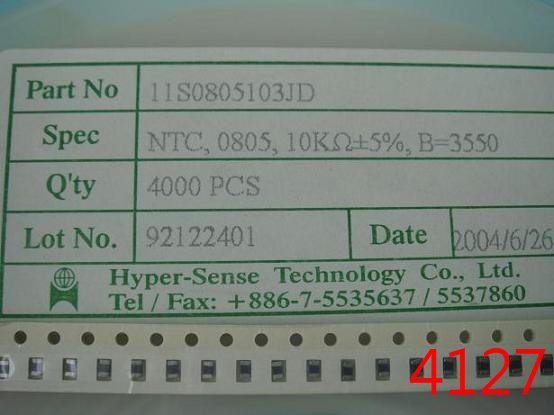 Part No 11S0805103JD
Spec NTC, 0805, 10KΩ±5%, B=3550
Q'ty 4000 PCS
Lot No. 92122401 Date 2004/6/26
Hyper-Sense Technology Co., Ltd.
Tel / Fax: +886-7-5535637 / 5537860
4127